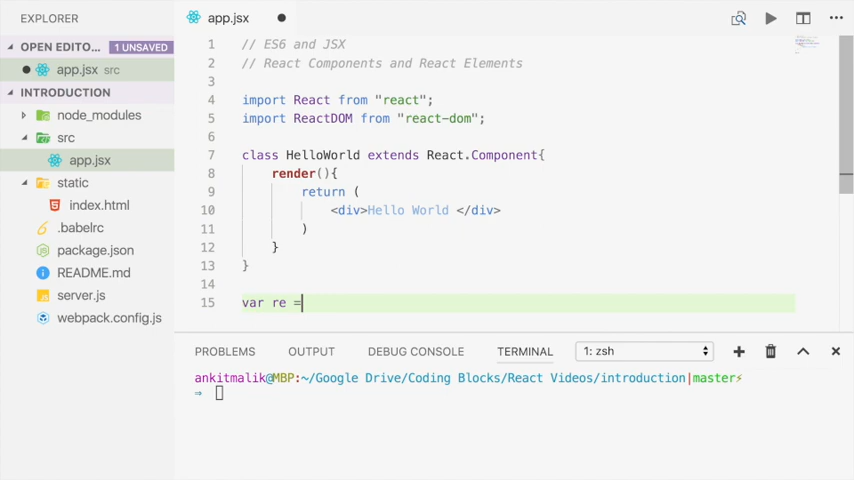 EXPLORER
app.jsx
OPEN EDITO... 1 UNSAVED
app.jsx src
INTRODUCTION
node_modules
src
app.jsx
static
index.html
.babelrc
package.json
README.md
server.js
webpack.config.js
1 // ES6 and JSX
2 // React Components and React Elements
3
4 import React from "react";
5 import ReactDOM from "react-dom";
6
7 class HelloWorld extends React.Component{
8 render(){
9 return (
10 <div>Hello World </div>
11 )
12 }
13 }
14
15 var re =
PROBLEMS OUTPUT DEBUG CONSOLE TERMINAL 1: zsh
ankitmalik@MBP:~/Google Drive/Coding Blocks/React Videos/introduction|master⚡
⇒